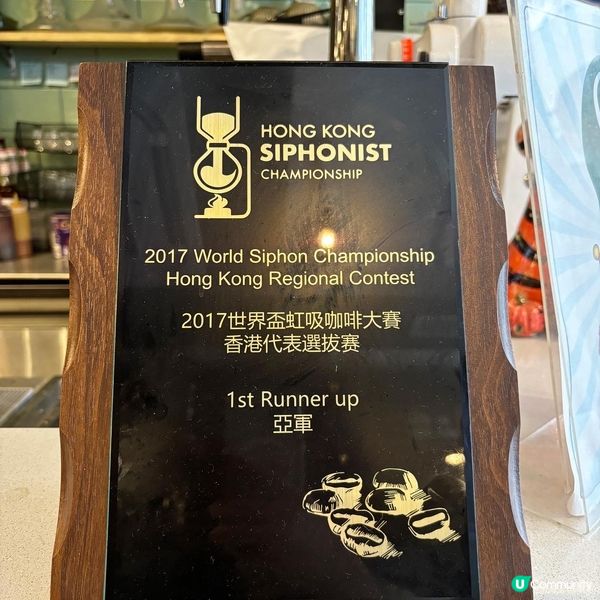 HONG KONG
SIPHONIST
CHAMPIONSHIP
2017 World Siphon Championship
Hong Kong Regional Contest
2017世界盃虹吸咖啡大賽
香港代表選拔赛
1st Runner up
亞軍
U Community